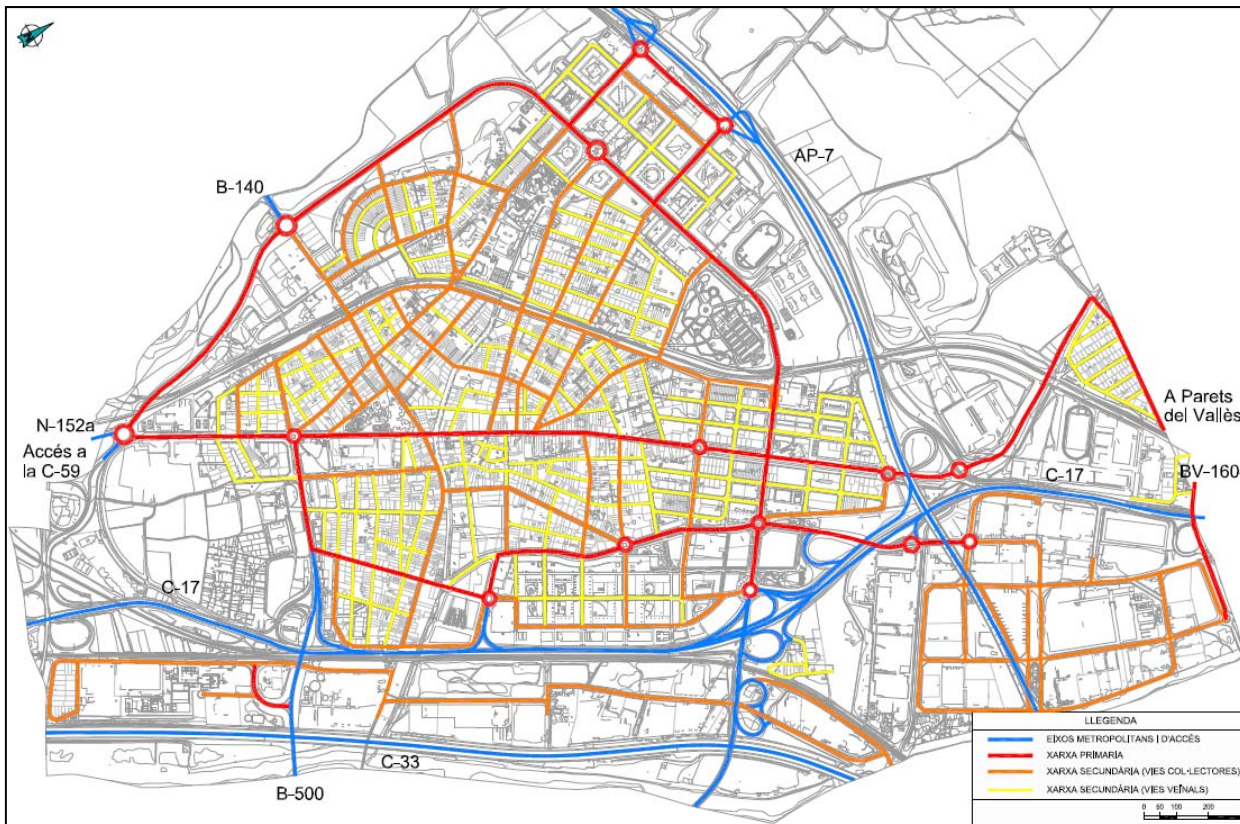 AP-7
B-140
A Parets
del Vallès
N-152a
Accés a
la C-59
BV-160
C-17
C-17
C-33
B-500
LLEGENDA
EIXOS METROPOLITANS I D'ACCÉS
XARXA PRIMÀRIA
XARXA SECUNDÀRIA (VIES COL·LECTORES)
XARXA SECUNDÀRIA (VIES VEÏNALS)
0 50 100 200